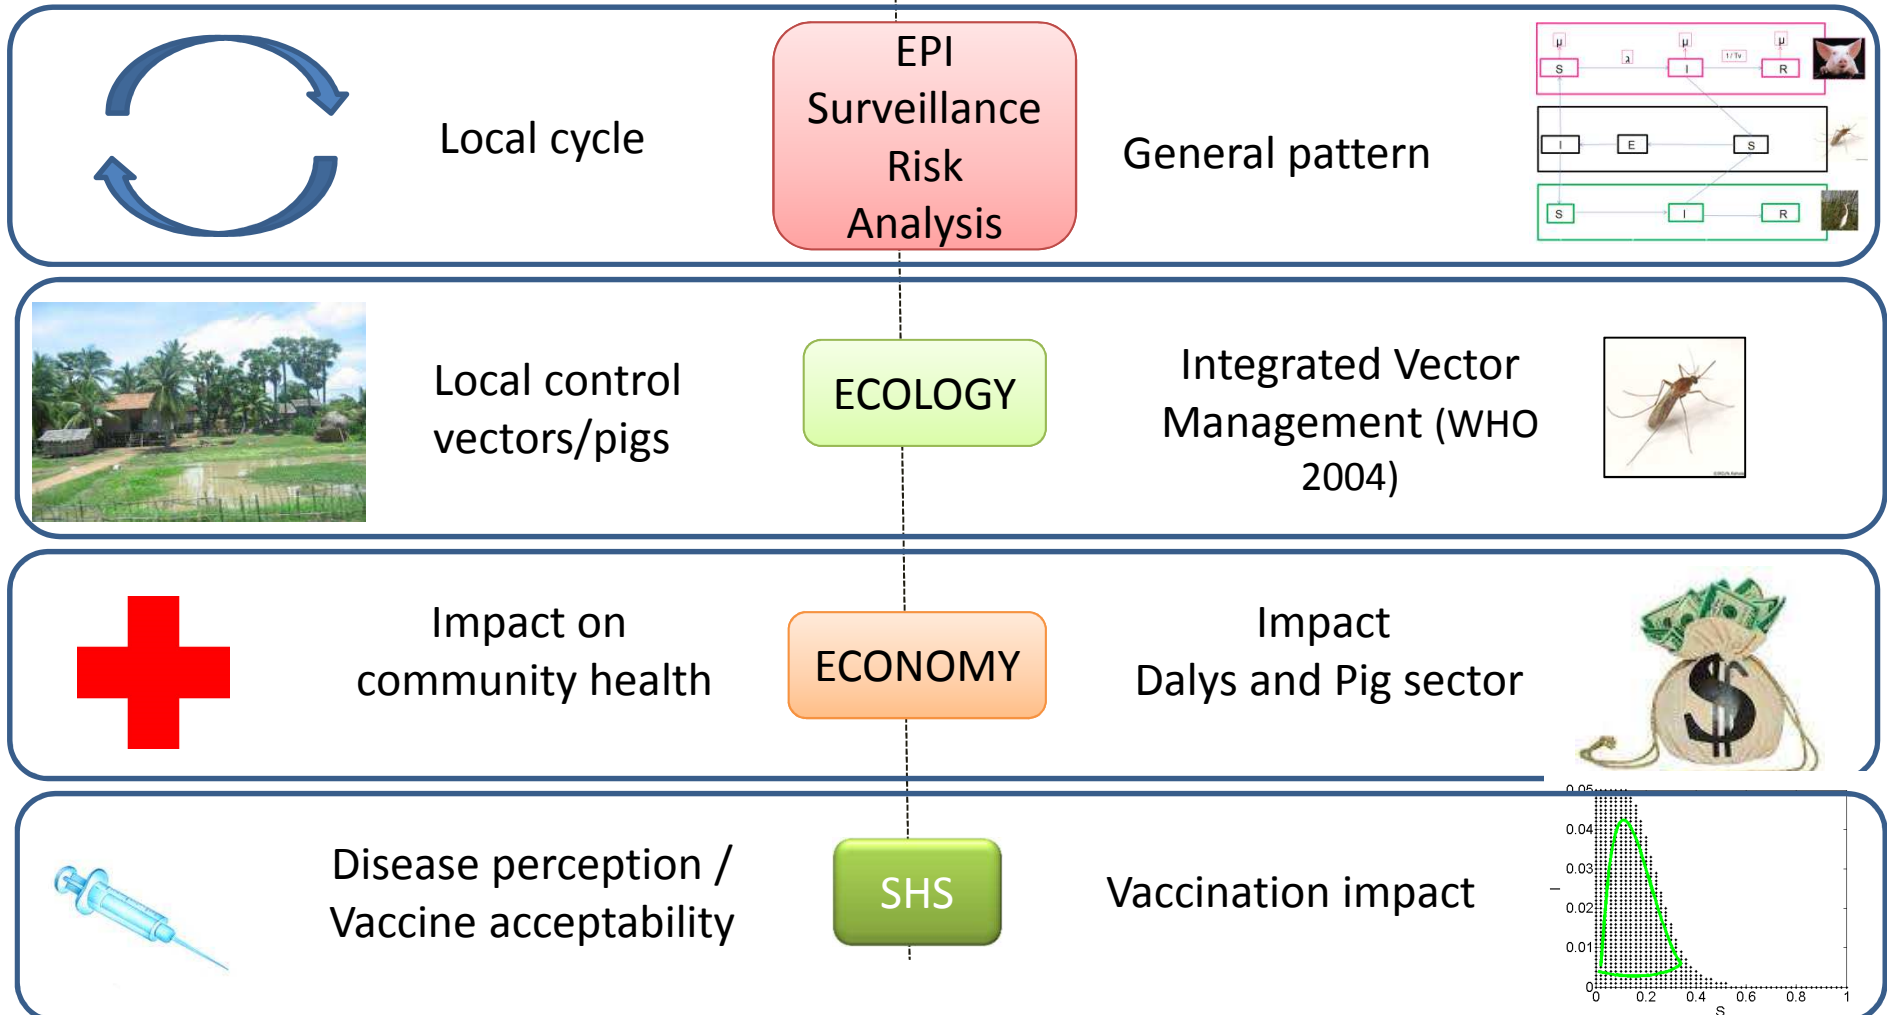 Local cycle
EPI
Surveillance
Risk
Analysis
General pattern
μ
μ
μ
S
λ
I
1/Tv
R
I
E
S
S
I
R
Local control
vectors/pigs
ECOLOGY
Integrated Vector
Management (WHO
2004)
Impact on
community health
ECONOMY
Impact
Dalys and Pig sector
$
Disease perception /
Vaccine acceptability
SHS
Vaccination impact
0.05
0.04
0.03
0.02
0.01
0
I
0 0.2 0.4 0.6 0.8 1
S